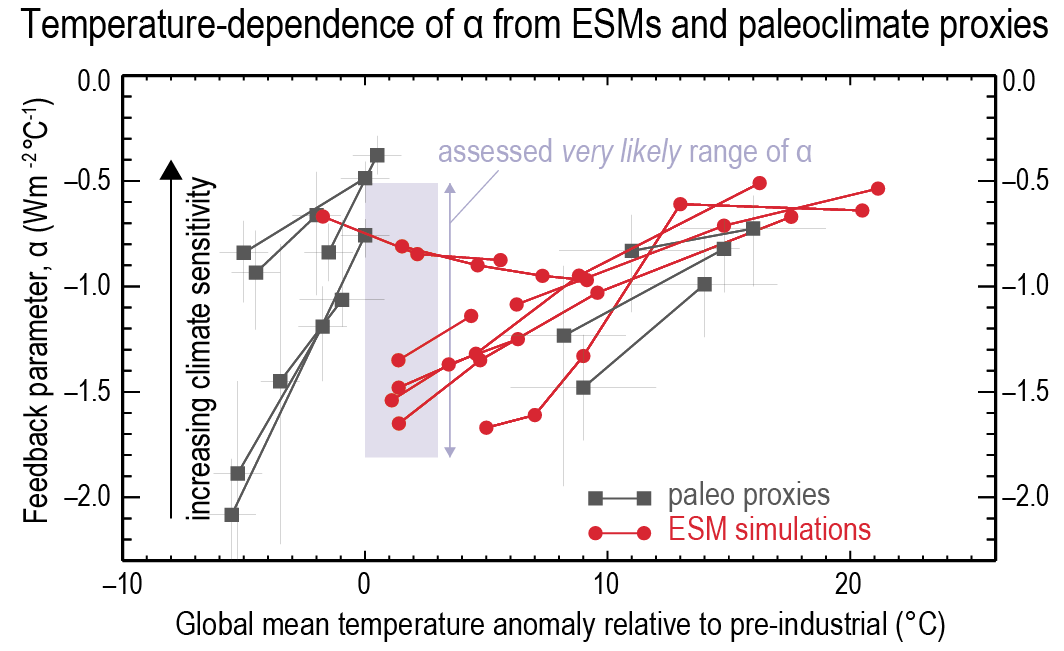 Temperature-dependence of α from ESMs and paleoclimate proxies
0.0
0.0
assessed very likely range of α
–0.5
–0.5
–1.0
–1.0
–1.5
–1.5
–2.0
–2.0
Feedback parameter, α (Wm⁻²°C⁻¹)
increasing climate sensitivity
paleo proxies
ESM simulations
–10
0
10
20
Global mean temperature anomaly relative to pre-industrial (°C)